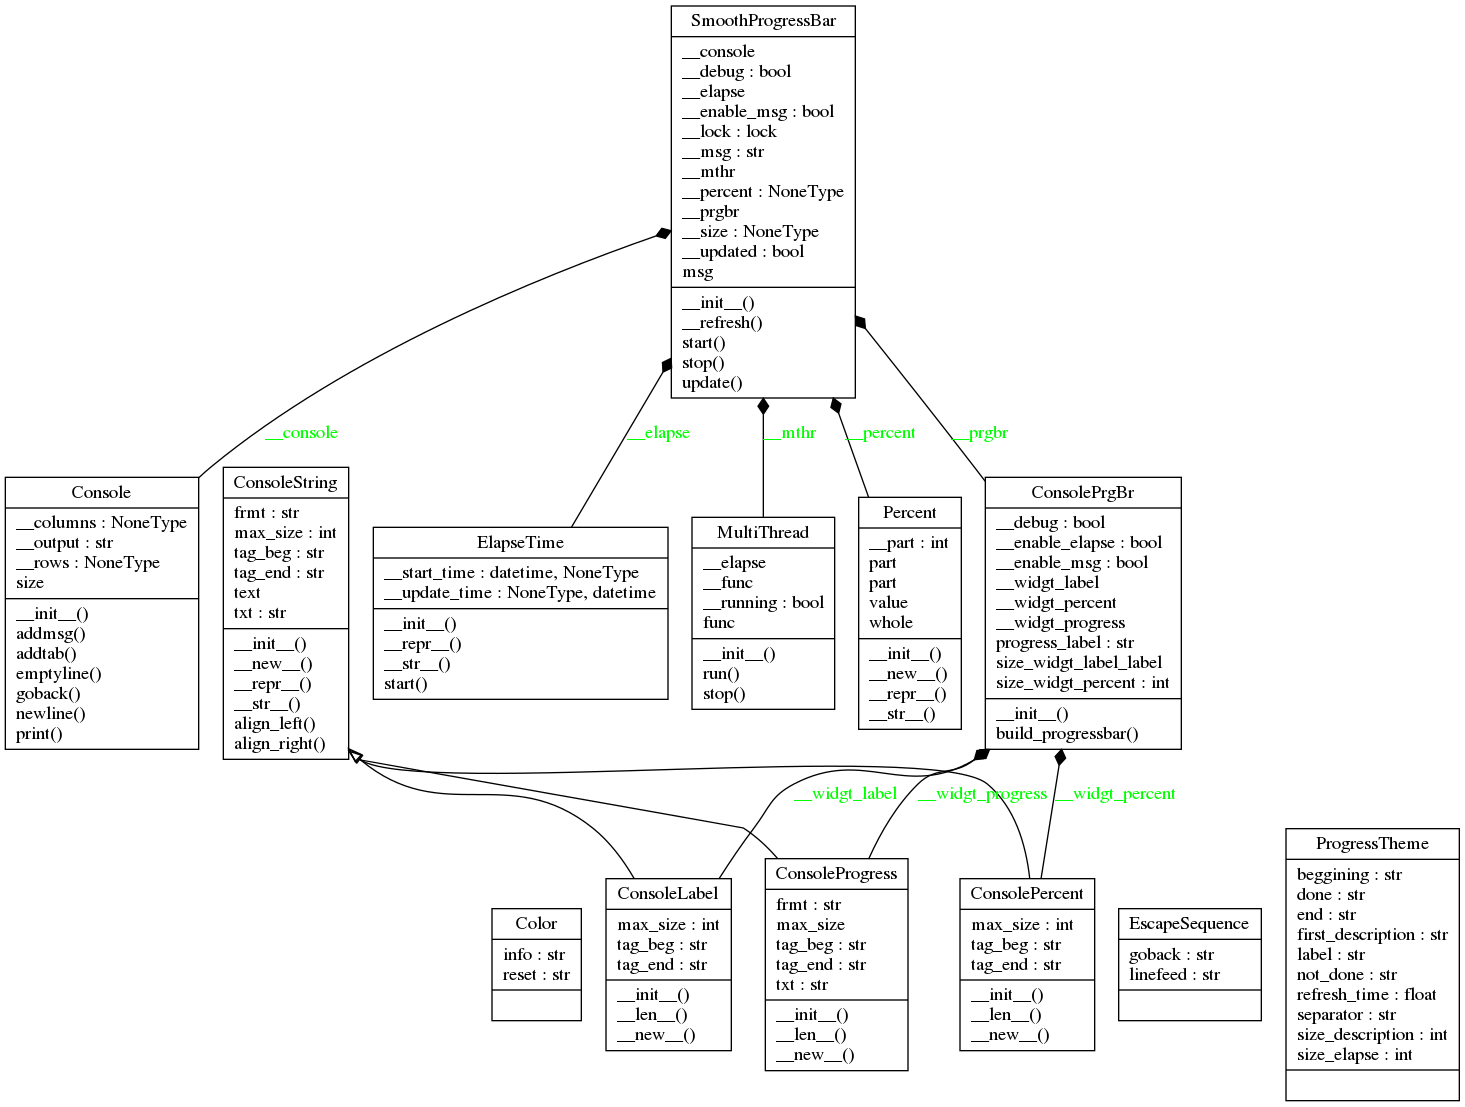 SmoothProgressBar
__console
__debug : bool
__elapse
__enable_msg : bool
__lock : lock
__msg : str
__mthr
__percent : NoneType
__prgbr
__size : NoneType
__updated : bool
msg
__init__()
__refresh()
start()
stop()
update()
__console
__elapse
__mthr
__percent
__prgbr
Console
__columns : NoneType
__output : str
__rows : NoneType
size
__init__()
addmsg()
addtab()
emptyline()
goback()
newline()
print()
ConsoleString
frmt : str
max_size : int
tag_beg : str
tag_end : str
text
txt : str
__init__()
__new__()
__repr__()
__str__()
align_left()
align_right()
ElapseTime
__start_time : datetime, NoneType
__update_time : NoneType, datetime
__init__()
__repr__()
__str__()
start()
MultiThread
__elapse
__func
__running : bool
func
__init__()
run()
stop()
Percent
__part : int
part
part
value
whole
__init__()
__new__()
__repr__()
__str__()
ConsolePrgBr
__debug : bool
__enable_elapse : bool
__enable_msg : bool
__widgt_label
__widgt_percent
__widgt_progress
progress_label : str
size_widgt_label_label
size_widgt_percent : int
__init__()
build_progressbar()
__widgt_label
__widgt_progress
__widgt_percent
Color
info : str
reset : str
ConsoleLabel
max_size : int
tag_beg : str
tag_end : str
__init__()
__len__()
__new__()
ConsoleProgress
frmt : str
max_size
tag_beg : str
tag_end : str
txt : str
__init__()
__len__()
__new__()
ConsolePercent
max_size : int
tag_beg : str
tag_end : str
__init__()
__len__()
__new__()
EscapeSequence
goback : str
linefeed : str
ProgressTheme
beggining : str
done : str
end : str
first_description : str
label : str
not_done : str
refresh_time : float
separator : str
size_description : int
size_elapse : int